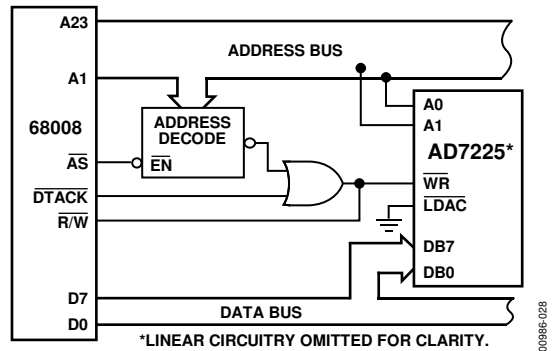 A23
ADDRESS BUS
A1
68008
ADDRESS
DECODE
EN
AS
DTACK
R/W
A0
A1
AD7225*
WR
LDAC
DB7
DB0
D7
DATA BUS
D0
*LINEAR CIRCUITRY OMITTED FOR CLARITY.
00986-028